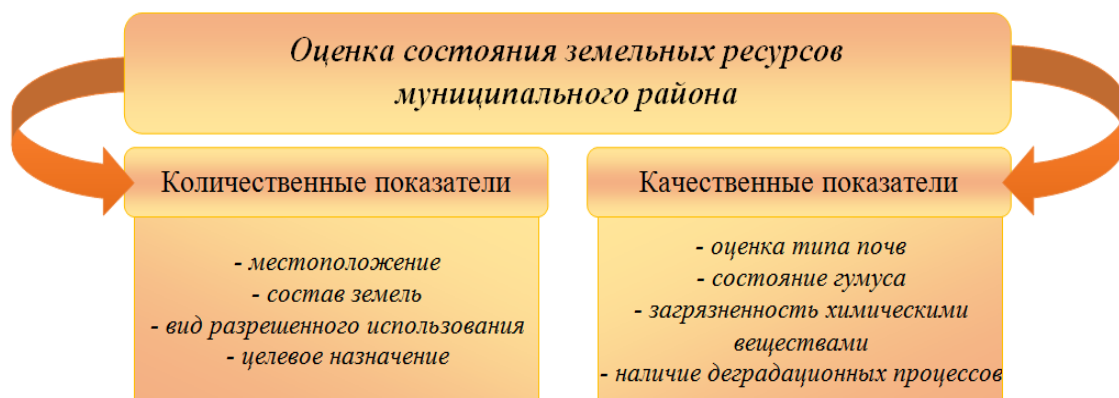 Оценка состояния земельных ресурсов
муниципального района
Количественные показатели
- местоположение
- состав земель
- вид разрешенного использования
- целевое назначение
Качественные показатели
- оценка типа почв
- состояние гумуса
- загрязненность химическими
веществами
- наличие деградационных процессов